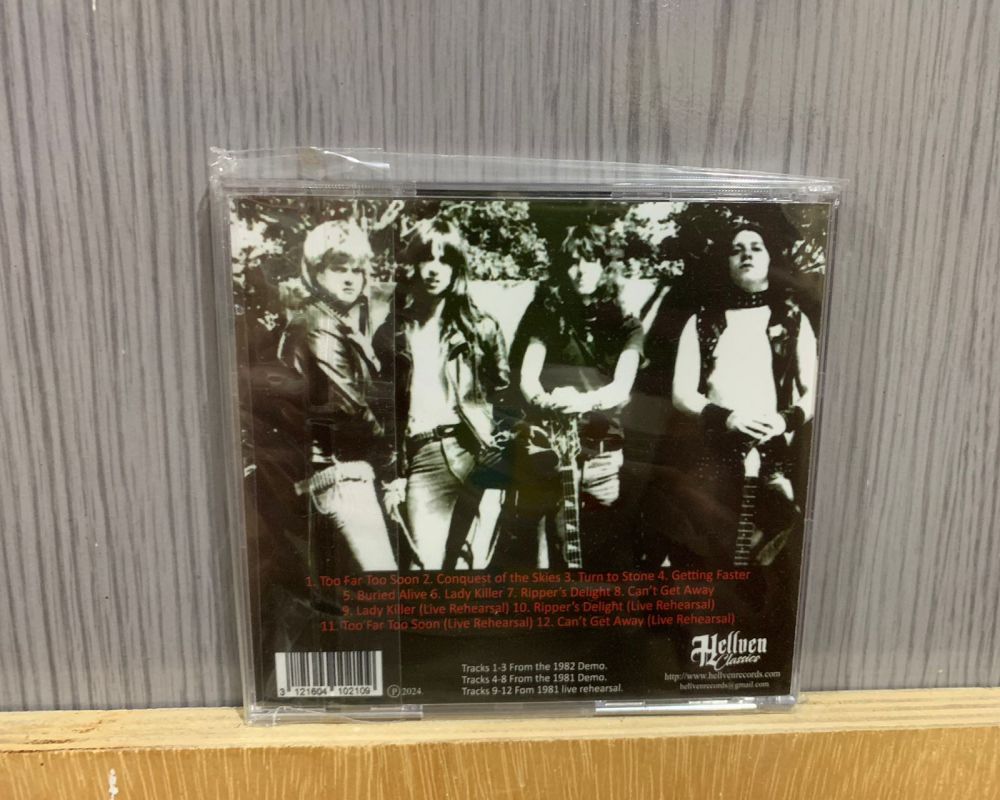 1. Too Far Too Soon 2. Conquest of the Skies 3. Turn to Stone 4. Getting Faster
5. Buried Alive 6. Lady Killer 7. Ripper's Delight 8. Can't Get Away
9. Lady Killer (Live Rehearsal) 10. Ripper's Delight (Live Rehearsal)
11. Too Far Too Soon (Live Rehearsal) 12. Can't Get Away (Live Rehearsal)
Hellven
Classics
http://www.hellvenrecords.com
hellvenrecords@gmail.com
Tracks 1-3 From the 1982 Demo.
Tracks 4-8 From the 1981 Demo.
Tracks 9-12 Fom 1981 live rehearsal.
3 121604 102109
℗ 2024.